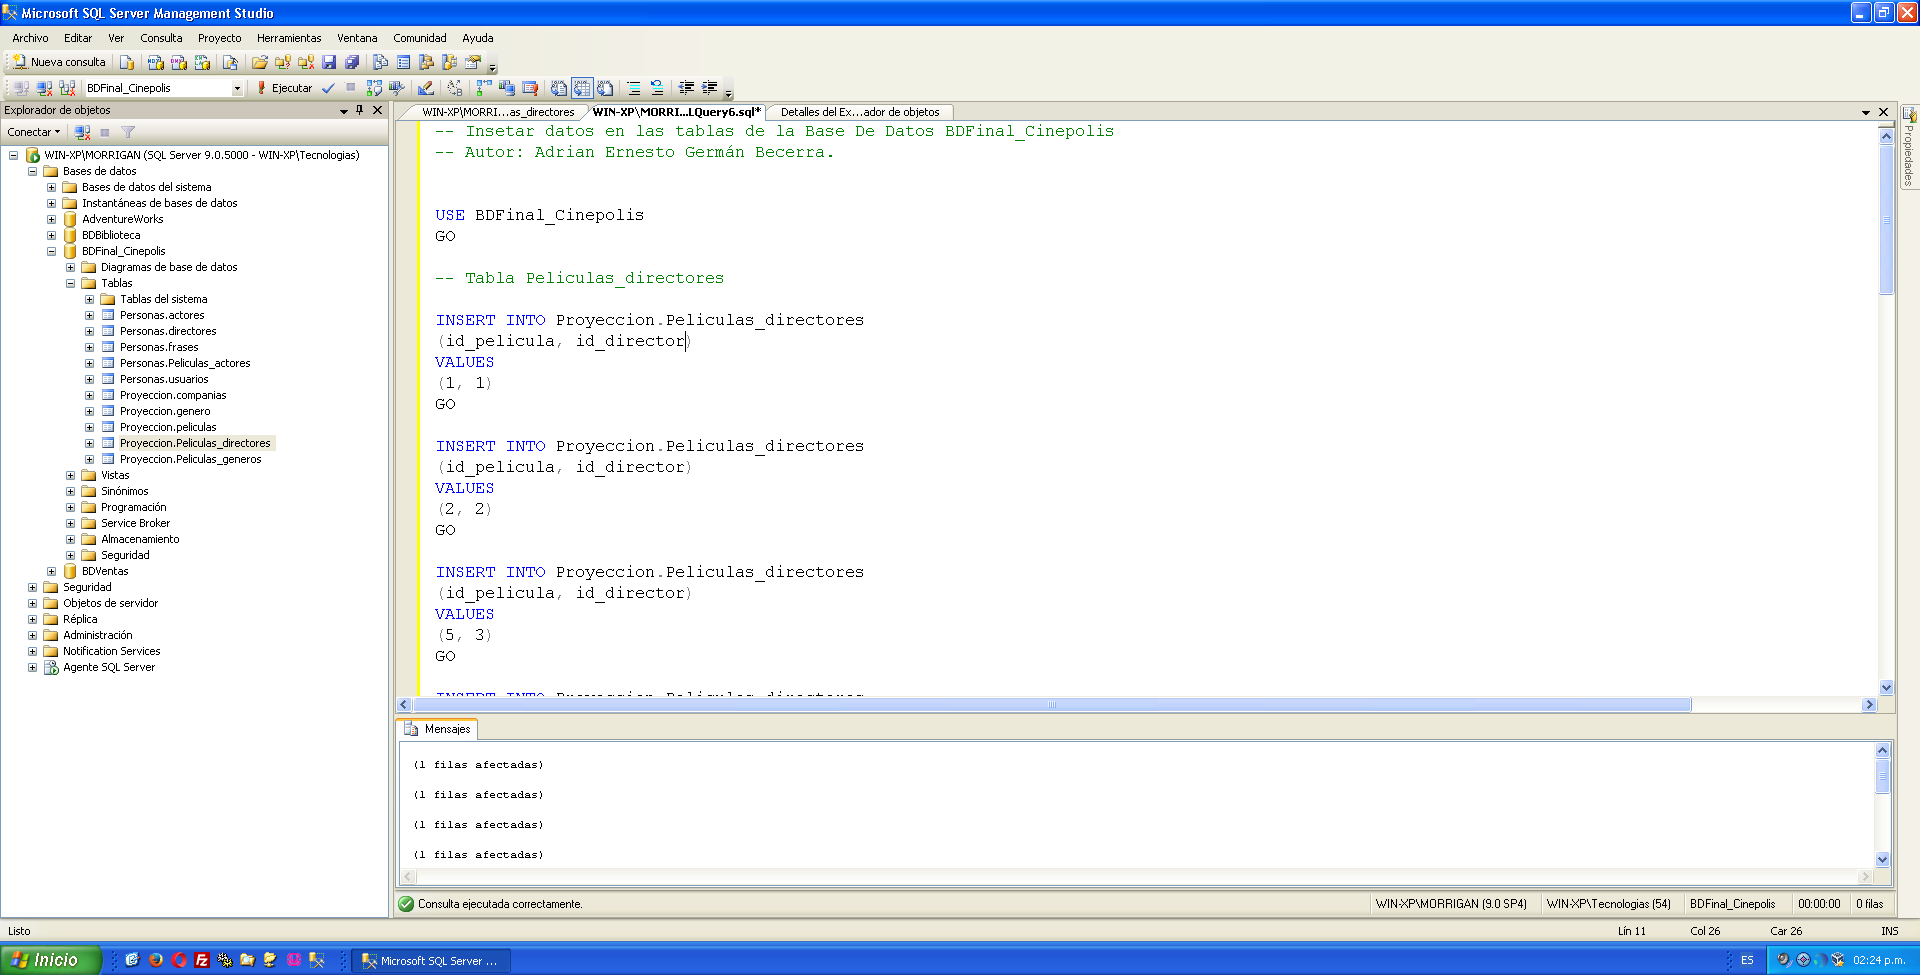 Microsoft SQL Server Management Studio
Archivo Editar Ver Consulta Proyecto Herramientas Ventana Comunidad Ayuda
Nueva consulta
BDFinal_Cinepolis Ejecutar
Explorador de objetos
Conectar
WIN-XP\MORRIGAN (SQL Server 9.0.5000 - WIN-XP\Tecnologias)
Bases de datos
Bases de datos del sistema
Instantáneas de bases de datos
AdventureWorks
BDBiblioteca
BDFinal_Cinepolis
Diagramas de base de datos
Tablas
Tablas del sistema
Personas.actores
Personas.directores
Personas.frases
Personas.Peliculas_actores
Personas.usuarios
Proyeccion.companias
Proyeccion.genero
Proyeccion.peliculas
Proyeccion.Peliculas_directores
Proyeccion.Peliculas_generos
Vistas
Sinónimos
Programación
Service Broker
Almacenamiento
Seguridad
BDVentas
Seguridad
Objetos de servidor
Réplica
Administración
Notification Services
Agente SQL Server
WIN-XP\MORRI...as_directores WIN-XP\MORRI...LQuery6.sql* Detalles del Ex...ador de objetos
-- Insetar datos en las tablas de la Base De Datos BDFinal_Cinepolis
-- Autor: Adrian Ernesto Germán Becerra.
USE BDFinal_Cinepolis
GO
-- Tabla Peliculas_directores
INSERT INTO Proyeccion.Peliculas_directores
(id_pelicula, id_director)
VALUES
(1, 1)
GO
INSERT INTO Proyeccion.Peliculas_directores
(id_pelicula, id_director)
VALUES
(2, 2)
GO
INSERT INTO Proyeccion.Peliculas_directores
(id_pelicula, id_director)
VALUES
(5, 3)
GO
INSERT INTO Proyeccion.Peliculas_directores
Propiedades
Mensajes
(1 filas afectadas)
(1 filas afectadas)
(1 filas afectadas)
(1 filas afectadas)
Consulta ejecutada correctamente. WIN-XP\MORRIGAN (9.0 SP4) WIN-XP\Tecnologias (54) BDFinal_Cinepolis 00:00:00 0 filas
Listo Lín 11 Col 26 Car 26 INS
Inicio Microsoft SQL Server ... ES 02:24 p.m.